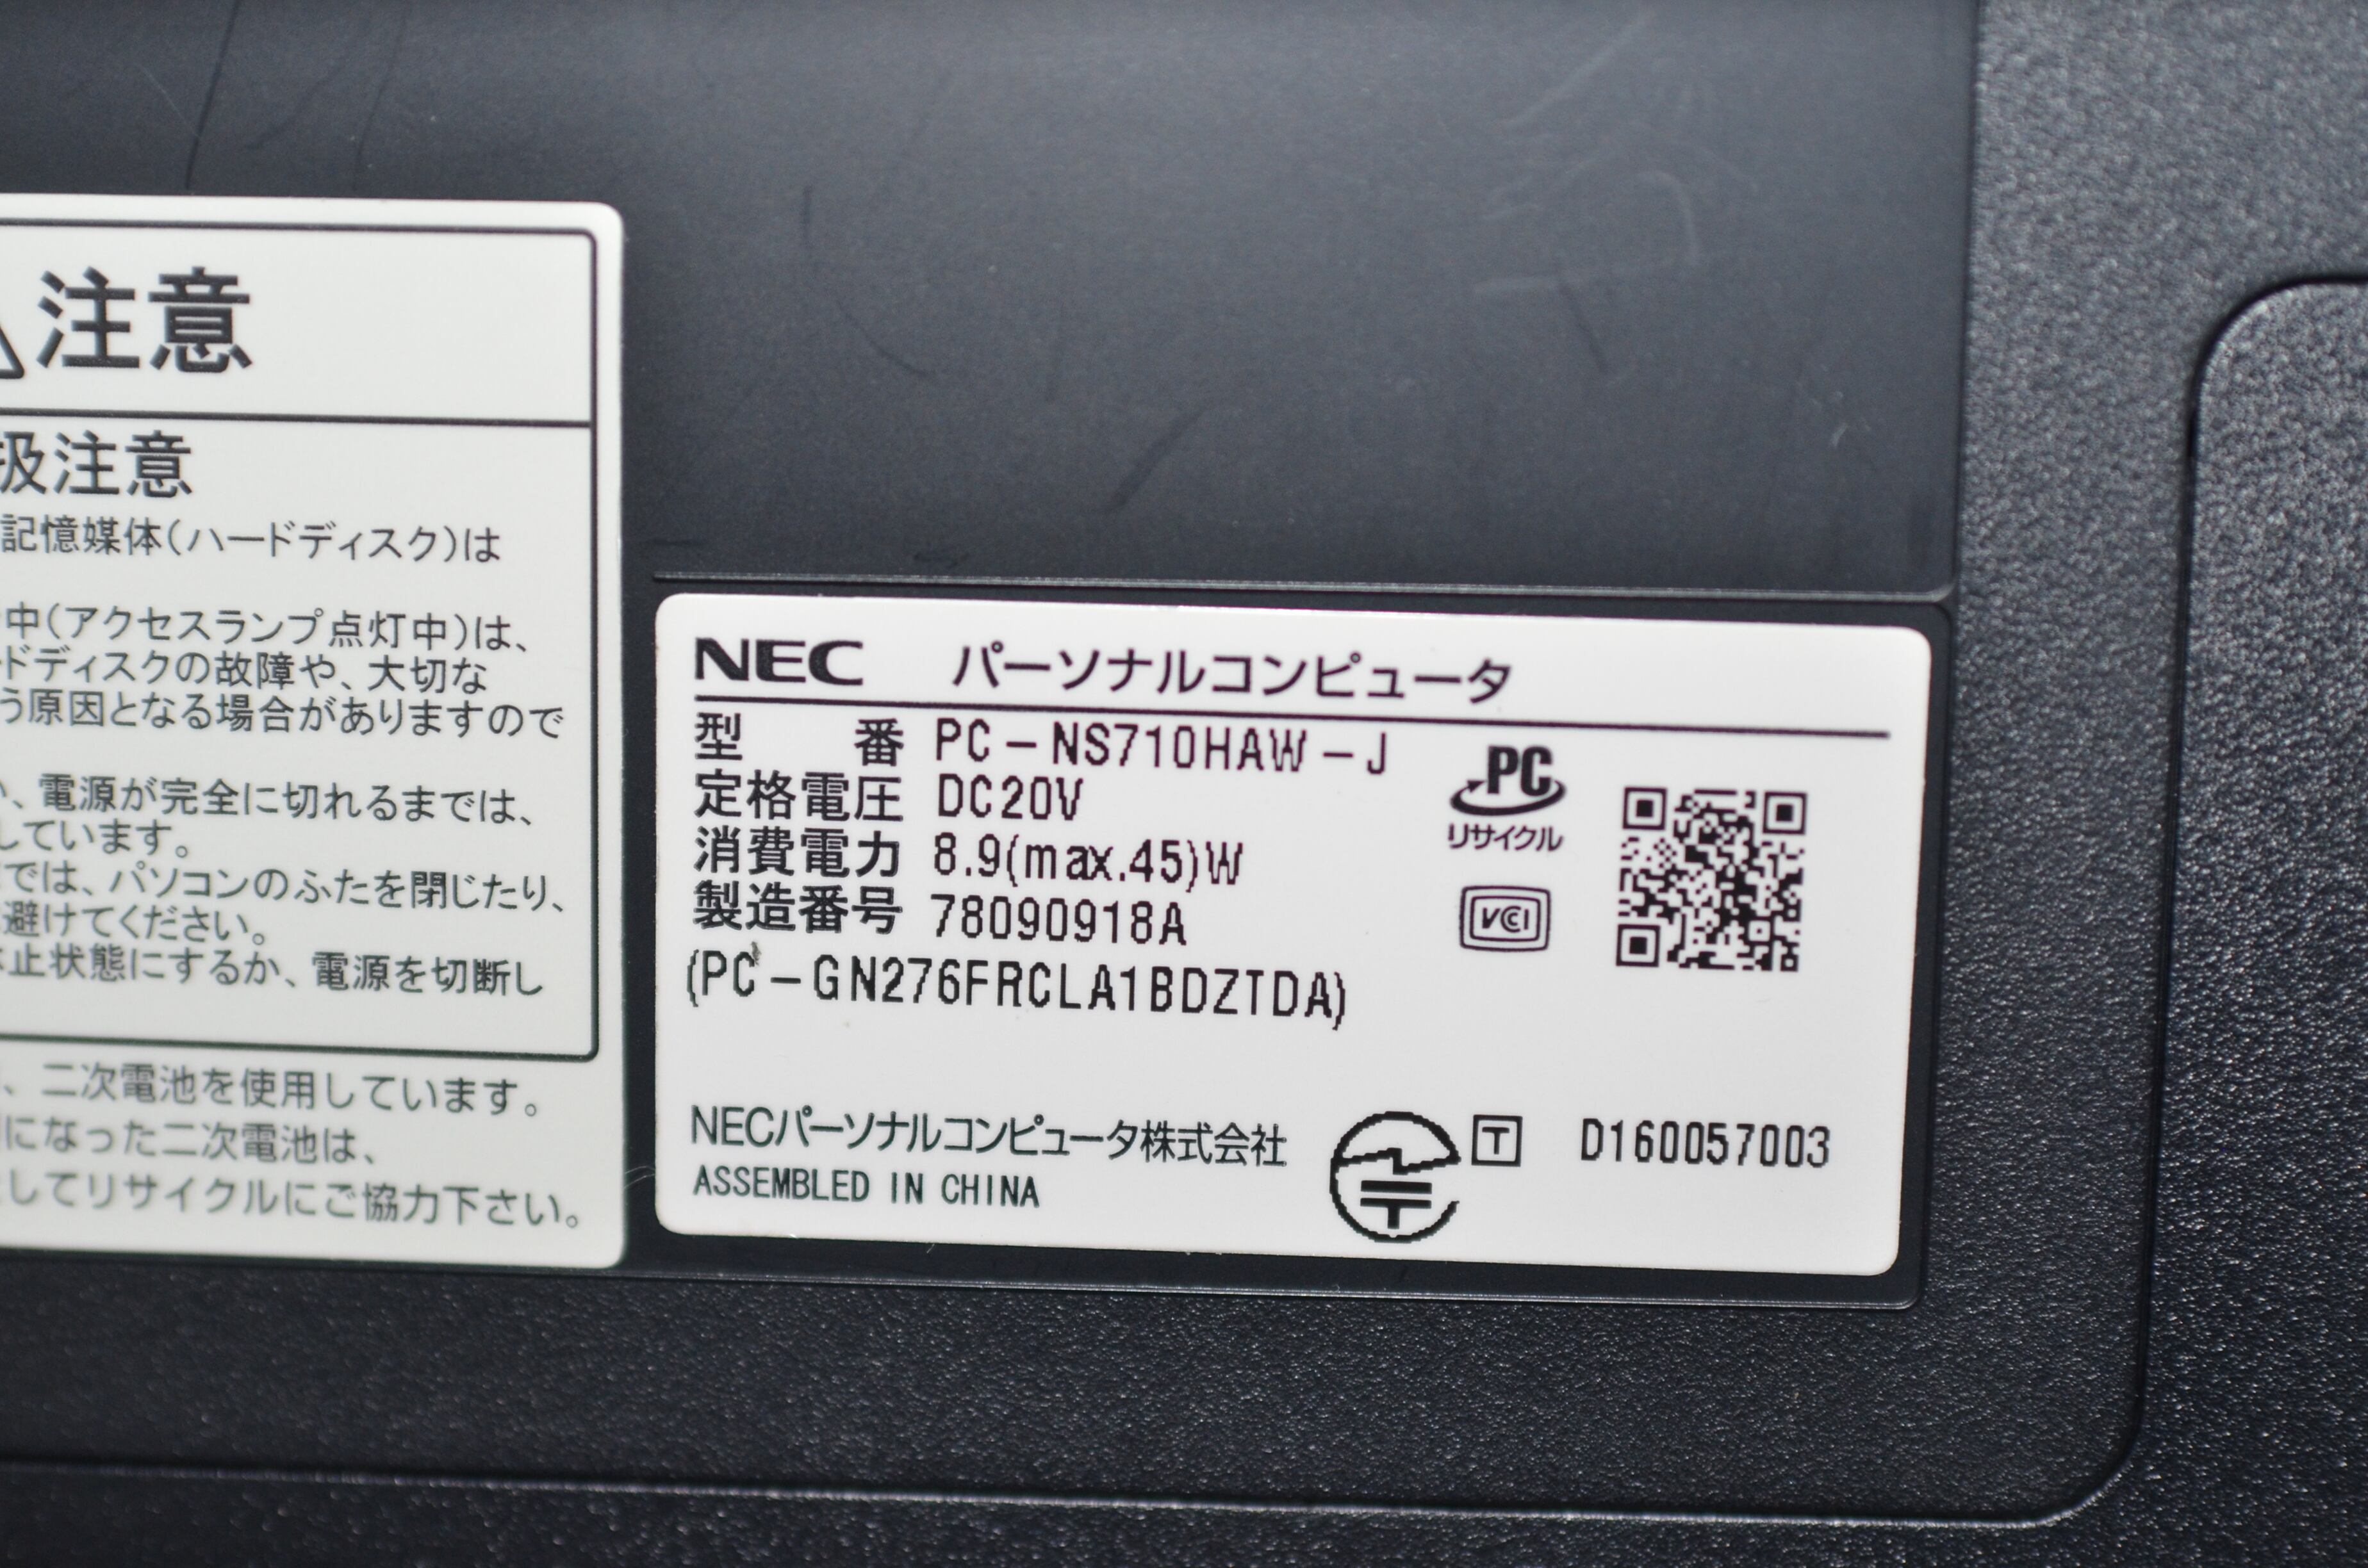 注意
扱注意
記憶媒体(ハードディスク)は
中(アクセスランプ点灯中)は、
ドディスクの故障や、大切な
う原因となる場合がありますので
、電源が完全に切れるまでは、
しています。
では、パソコンのふたを閉じたり、
避けてください。
止状態にするか、電源を切断し
、二次電池を使用しています。
になった二次電池は、
してリサイクルにご協力下さい。
NEC パーソナルコンピュータ
型番 PC-NS710HAW-J
定格電圧 DC20V
消費電力 8.9(max.45)W
製造番号 78090918A
(PC-GN276FRCLA1BDZTDA)
PC
リサイクル
VCCI
NECパーソナルコンピュータ株式会社
ASSEMBLED IN CHINA
T D160057003